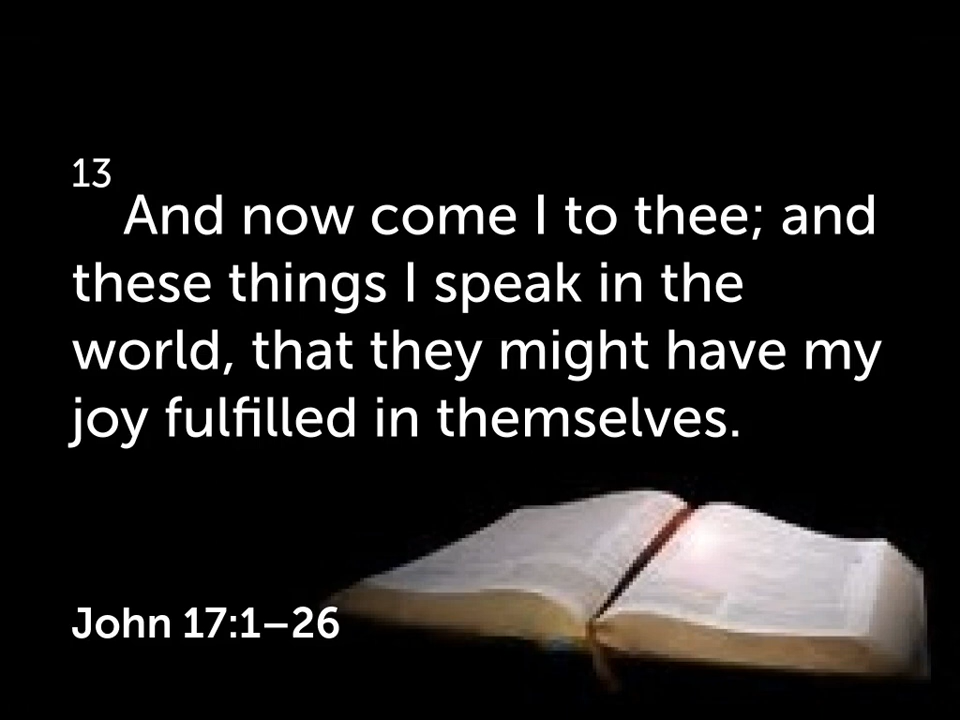 13
And now come I to thee; and
these things I speak in the
world, that they might have my
joy fulfilled in themselves.
John 17:1–26